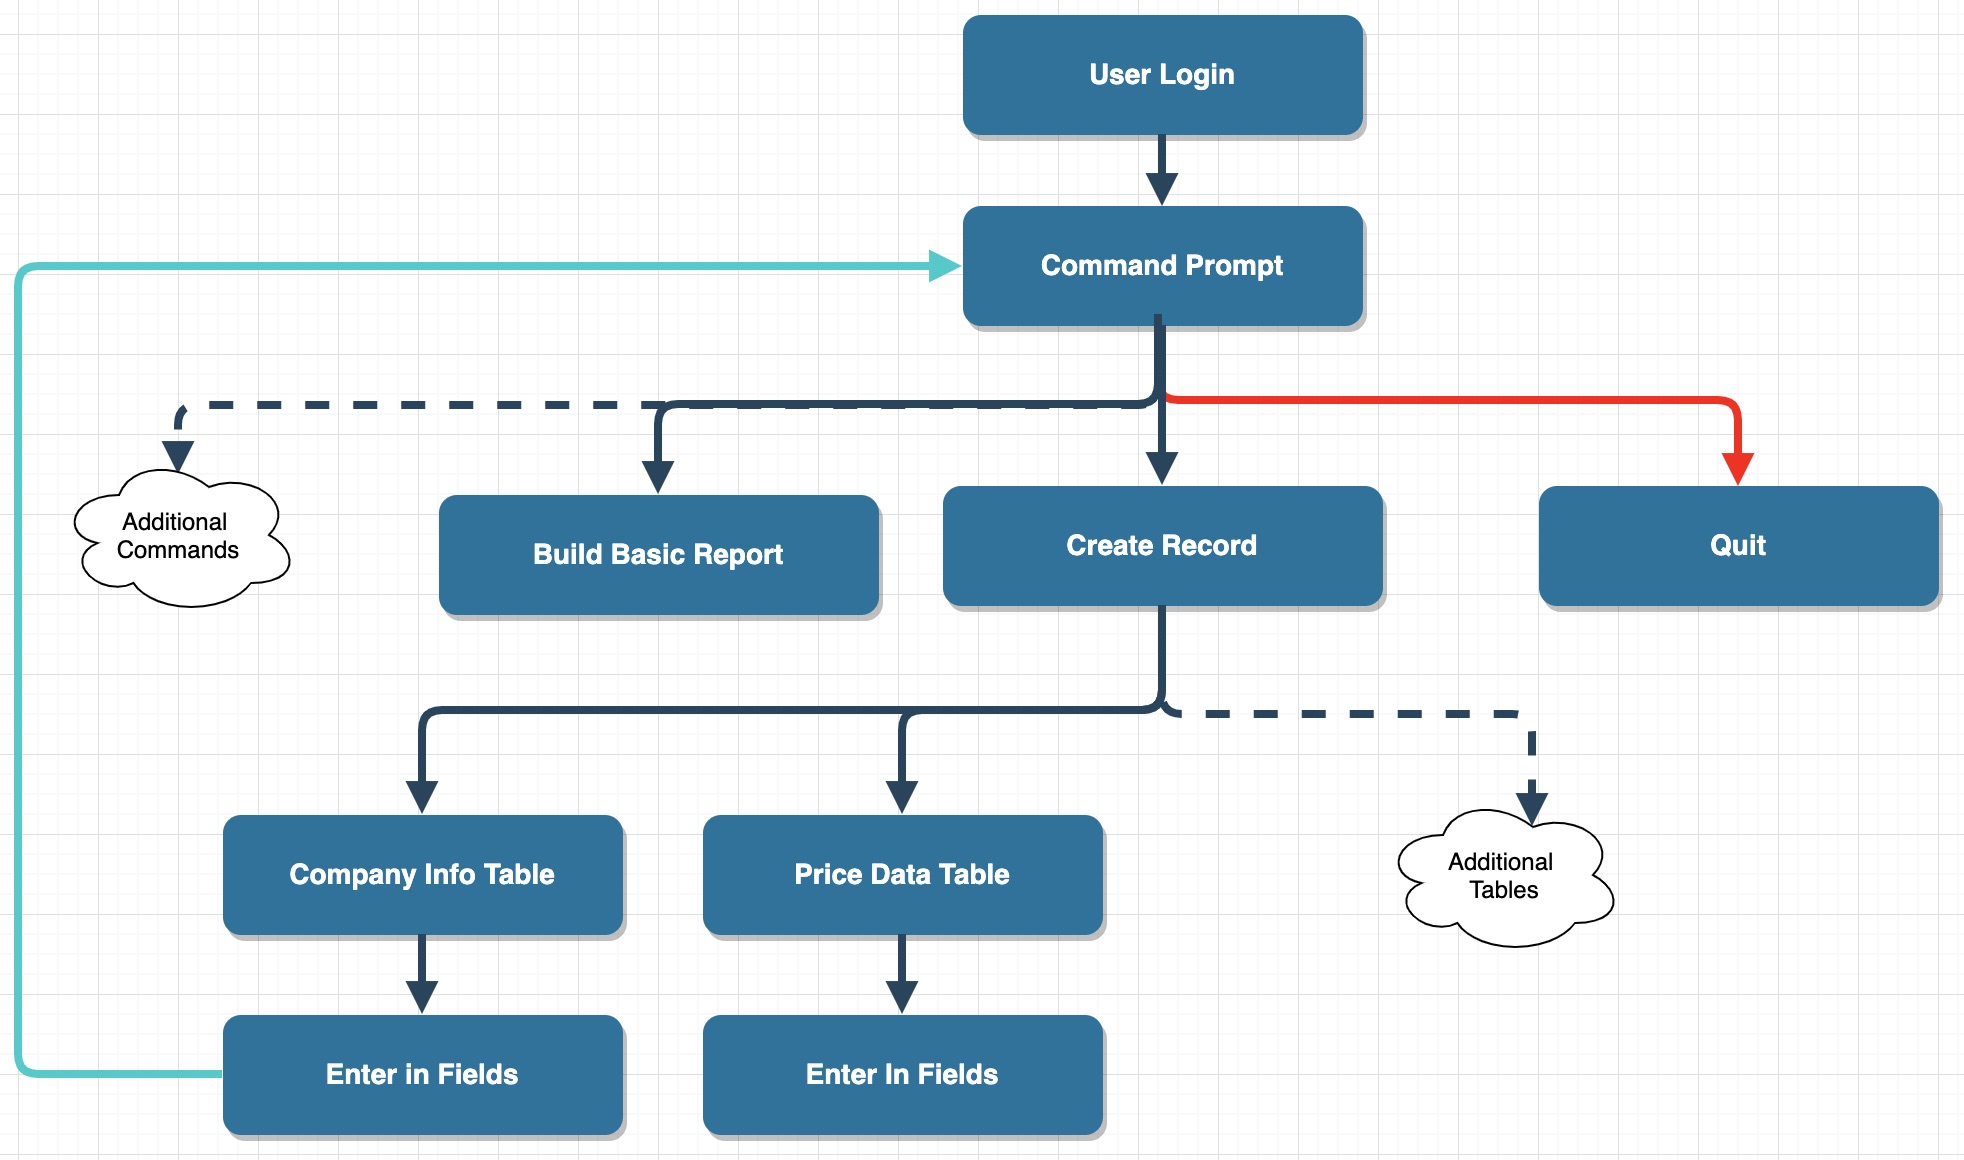 User Login
Command Prompt
Additional
Commands
Build Basic Report
Create Record
Quit
Company Info Table
Price Data Table
Additional
Tables
Enter in Fields
Enter In Fields